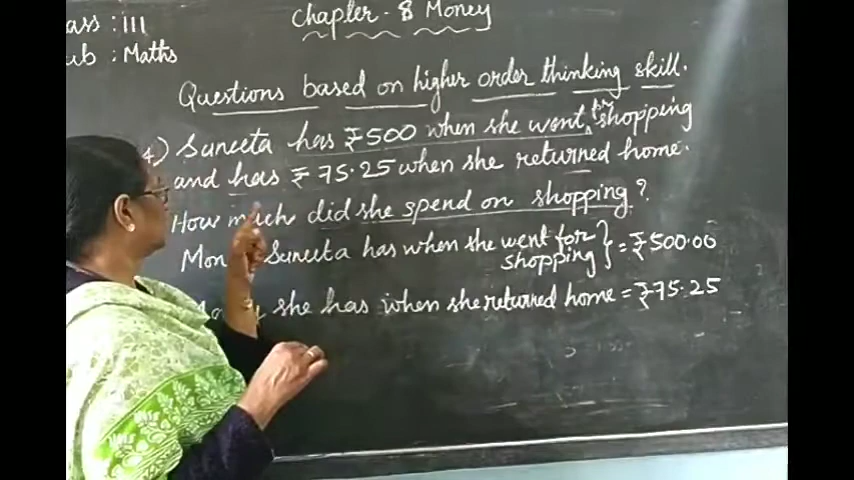 ass : III
ub : Maths
Chapter - 8 Money
Questions based on higher order thinking skill.
4) Suneeta has ₹500 when she went for shopping
and has ₹ 75.25 when she returned home.
How much did she spend on shopping ?
Mon Suneeta has when she went for shopping } = ₹500.00
she has when she returned home = ₹75.25